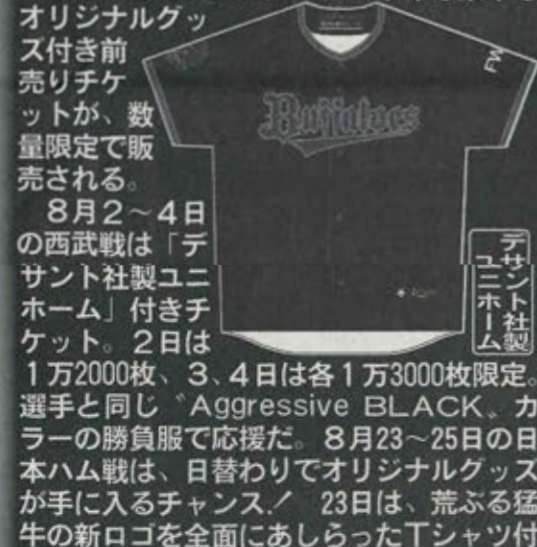 オリジナルグッ
ズ付き前
売りチケ
ットが、数
量限定で販
売される。
8月2～4日
の西武戦は「デ
サント社製ユニ
ホーム」付きチ
ケット。2日は
1万2000枚、3、4日は各1万3000枚限定。
選手と同じ〝Aggressive BLACK〟カ
ラーの勝負服で応援だ。8月23～25日の日
本ハム戦は、日替わりでオリジナルグッズ
が手に入るチャンス！　23日は、荒ぶる猛
牛の新ロゴを全面にあしらったTシャツ付
Buffaloes
FW
デサント社製
ユニホーム